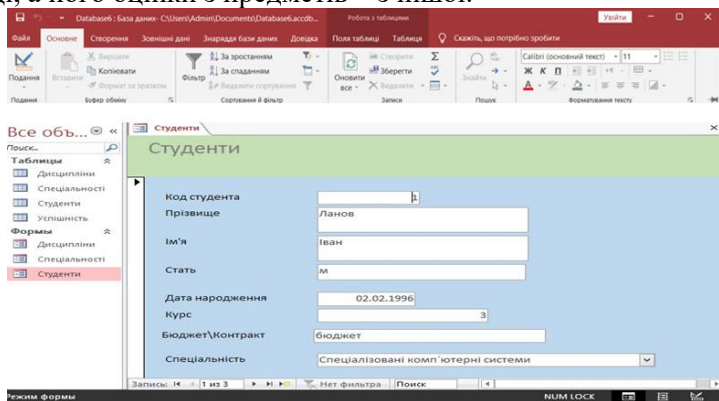 а його оцінки з предметів – з іншої.
Database6 : База даних- C:\Users\Admin\Documents\Database6.accdb...
Робота з таблицями
Увійти
Файл Основне Створення Зовнішні дані Знаряддя бази даних Довідка Поля таблиці Таблиця Скажіть, що потрібно зробити
Подання
Вставити
Вирізати
Копіювати
Формат за зразком
Фільтр
За зростанням
За спаданням
Видалити сортування
Оновити все
Створити
Зберегти
Видалити
Знайти
Calibri (основний текст) 11
Ж К П
Подання Буфер обміну Сортування й фільтр Записи Пошук Форматування тексту
Все объ...
Поиск...
Таблицы
Дисципліни
Спеціальності
Студенти
Успішність
Формы
Дисципліни
Спеціальності
Студенти
Студенти
Студенти
Код студента 1
Прізвище Ланов
Ім'я Іван
Стать м
Дата народження 02.02.1996
Курс 3
Бюджет\Контракт бюджет
Спеціальність Спеціалізовані комп'ютерні системи
Запись: 1 из 3 Нет фильтра Поиск
Режим формы NUM LOCK